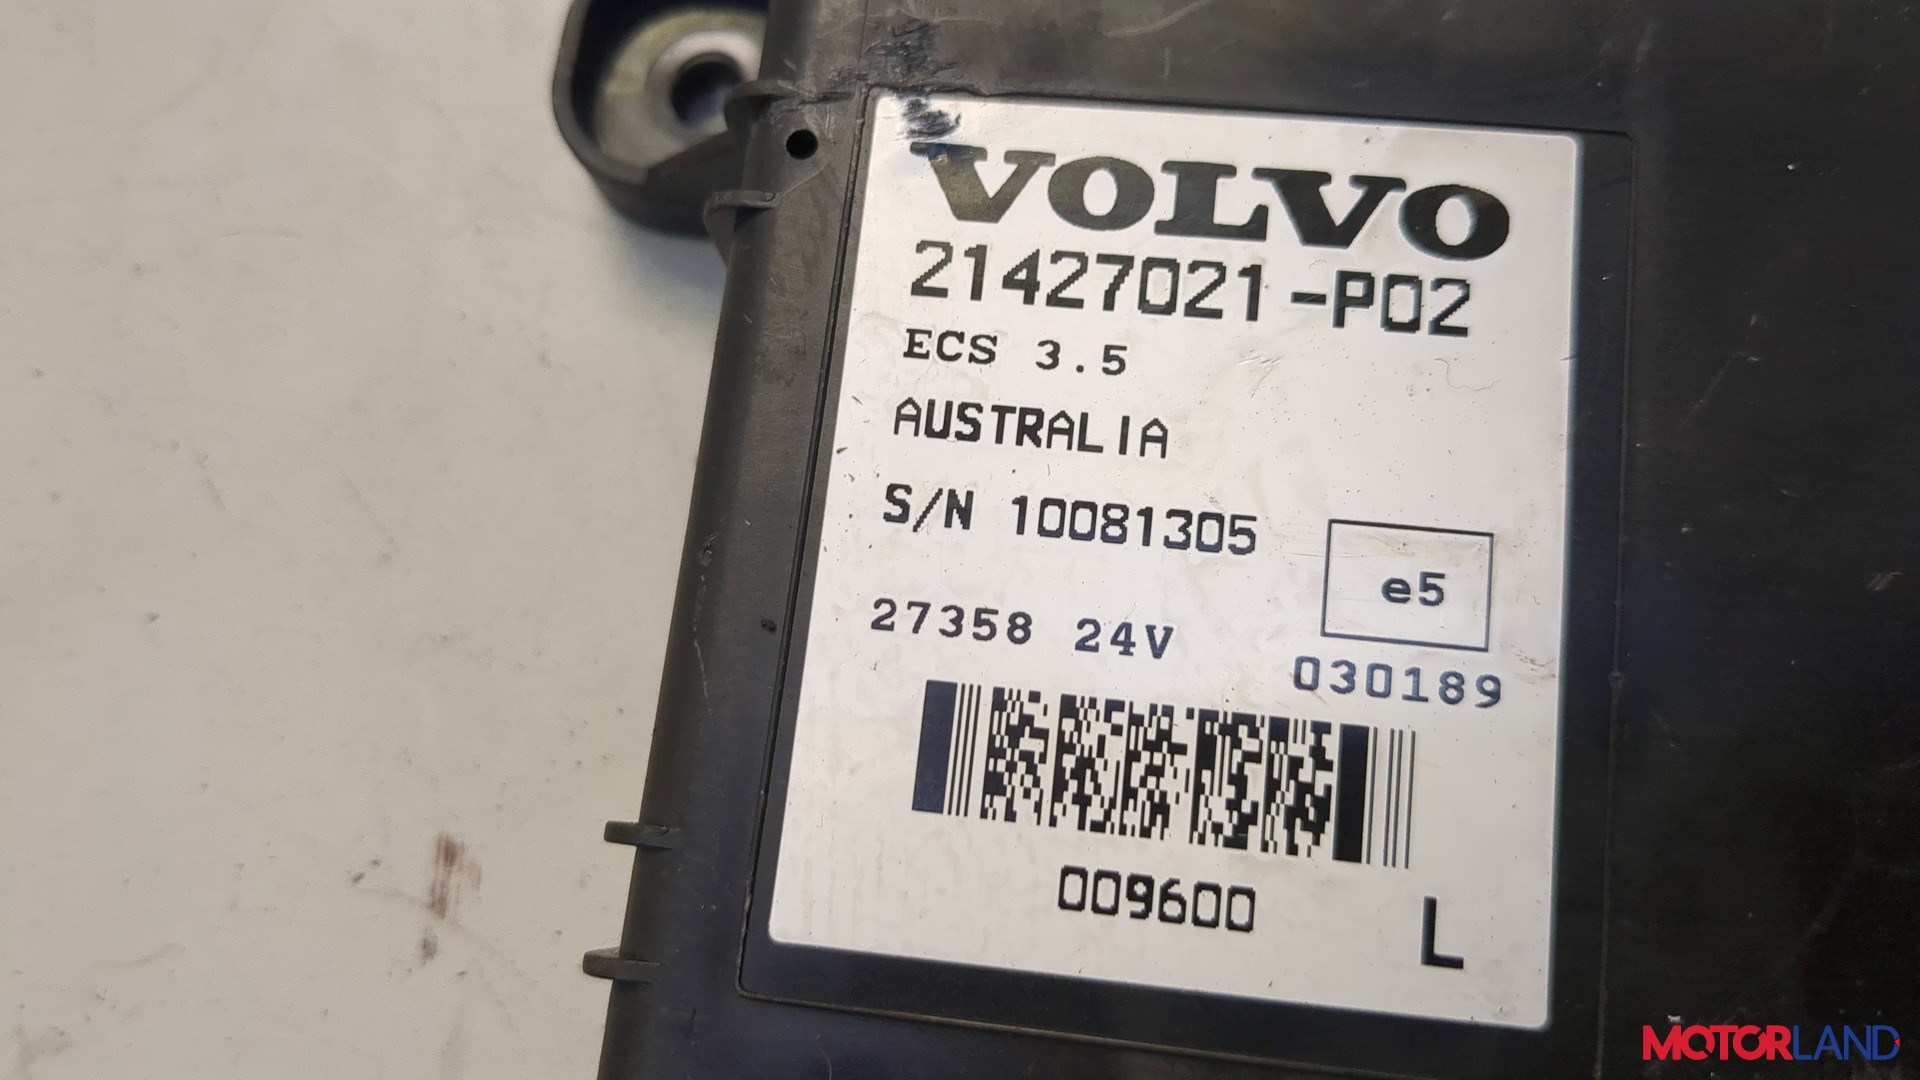 VOLVO
21427021-P02
ECS 3.5
AUSTRALIA
S/N 10081305
e5
27358 24V
030189
009600
L
MOTORLAND